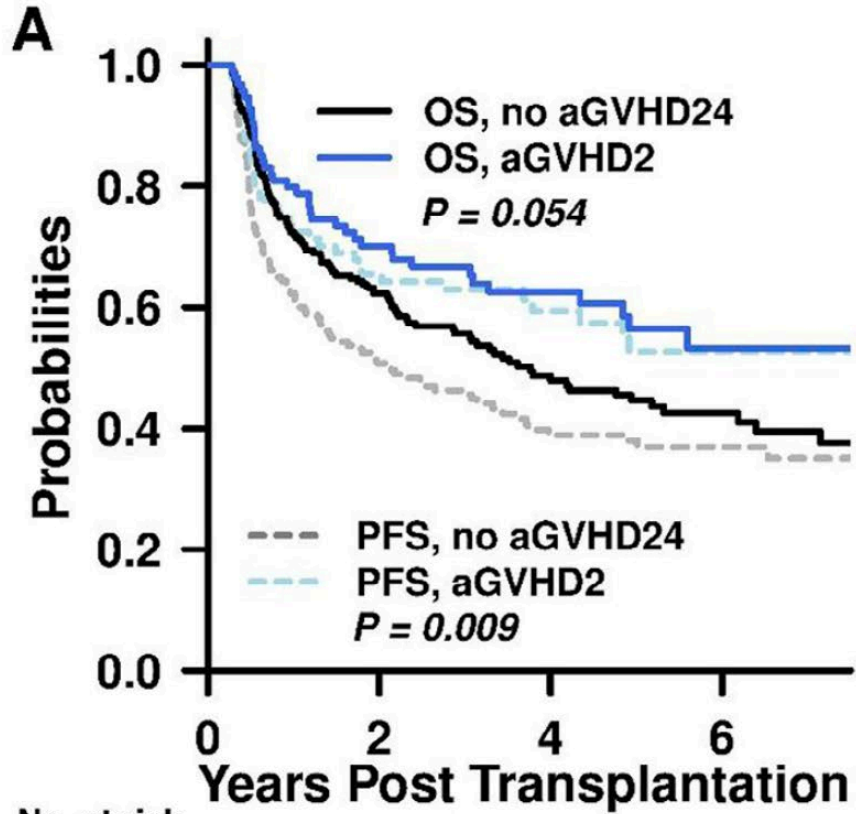 A
1.0
OS, no aGVHD24
OS, aGVHD2
P = 0.054
0.8
0.6
0.4
0.2
0.0
Probabilities
PFS, no aGVHD24
PFS, aGVHD2
P = 0.009
0 2 4 6
Years Post Transplantation